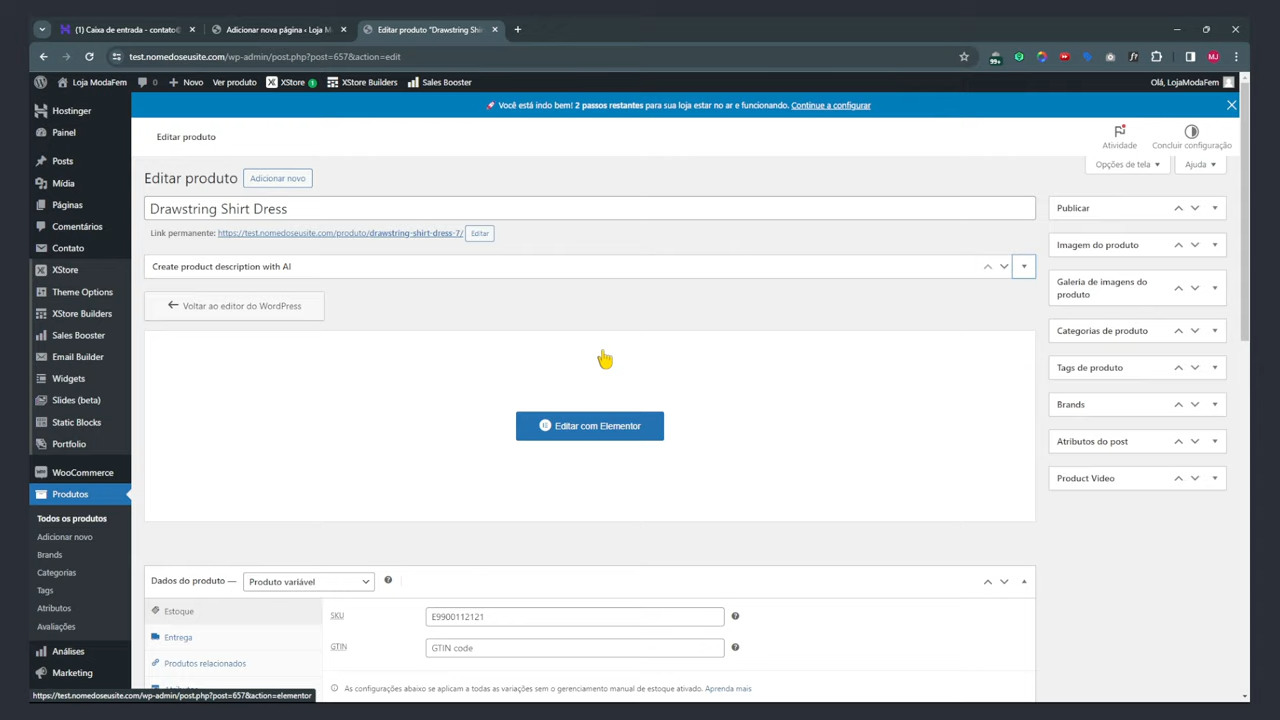 (1) Caixa de entrada - contato@
Adicionar nova página ‹ Loja M
Editar produto "Drawstring Shi
test.nomedoseusite.com/wp-admin/post.php?post=657&action=edit
99+
MJ
Loja ModaFem
0
Novo
Ver produto
XStore 1
XStore Builders
Sales Booster
Olá, LojaModaFem
Hostinger
Painel
Posts
Mídia
Páginas
Comentários
Contato
XStore
Theme Options
XStore Builders
Sales Booster
Email Builder
Widgets
Slides (beta)
Static Blocks
Portfolio
WooCommerce
Produtos
Todos os produtos
Adicionar novo
Brands
Categorias
Tags
Atributos
Avaliações
Análises
Marketing
Você está indo bem! 2 passos restantes para sua loja estar no ar e funcionando. Continue a configurar
Editar produto
Atividade
Concluir configuração
Opções de tela
Ajuda
Editar produto
Adicionar novo
Drawstring Shirt Dress
Link permanente: https://test.nomedoseusite.com/produto/drawstring-shirt-dress-7/
Editar
Create product description with AI
Voltar ao editor do WordPress
Editar com Elementor
Dados do produto —
Produto variável
Estoque
Entrega
Produtos relacionados
SKU
E9900112121
GTIN
GTIN code
As configurações abaixo se aplicam a todas as variações sem o gerenciamento manual de estoque ativado. Aprenda mais
Publicar
Imagem do produto
Galeria de imagens do
produto
Categorias de produto
Tags de produto
Brands
Atributos do post
Product Video
https://test.nomedoseusite.com/wp-admin/post.php?post=657&action=elementor